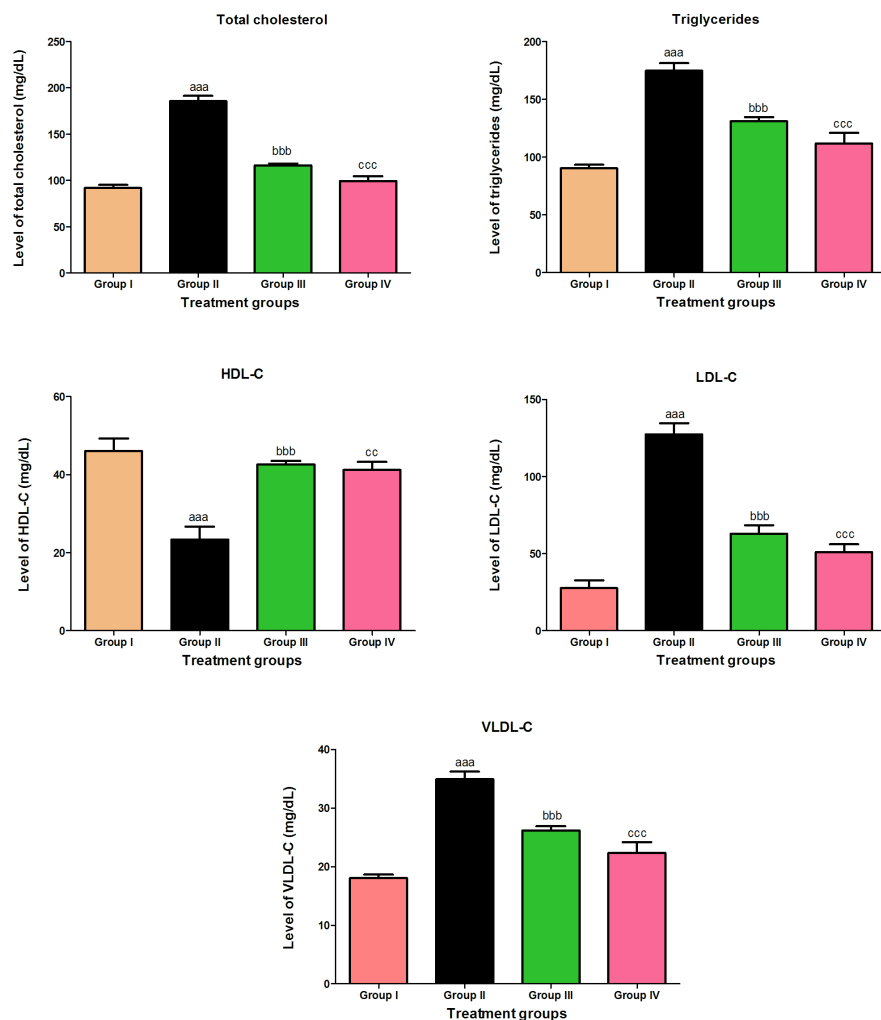 Total cholesterol
Level of total cholesterol (mg/dL)
250
200
150
100
50
0
aaa
bbb
ccc
Group I Group II Group III Group IV
Treatment groups
Triglycerides
Level of triglycerides (mg/dL)
200
150
100
50
0
aaa
bbb
ccc
Group I Group II Group III Group IV
Treatment groups
HDL-C
Level of HDL-C (mg/dL)
60
40
20
0
aaa
bbb
cc
Group I Group II Group III Group IV
Treatment groups
LDL-C
Level of LDL-C (mg/dL)
150
100
50
0
aaa
bbb
ccc
Group I Group II Group III Group IV
Treatment groups
VLDL-C
Level of VLDL-C (mg/dL)
40
30
20
10
0
aaa
bbb
ccc
Group I Group II Group III Group IV
Treatment groups